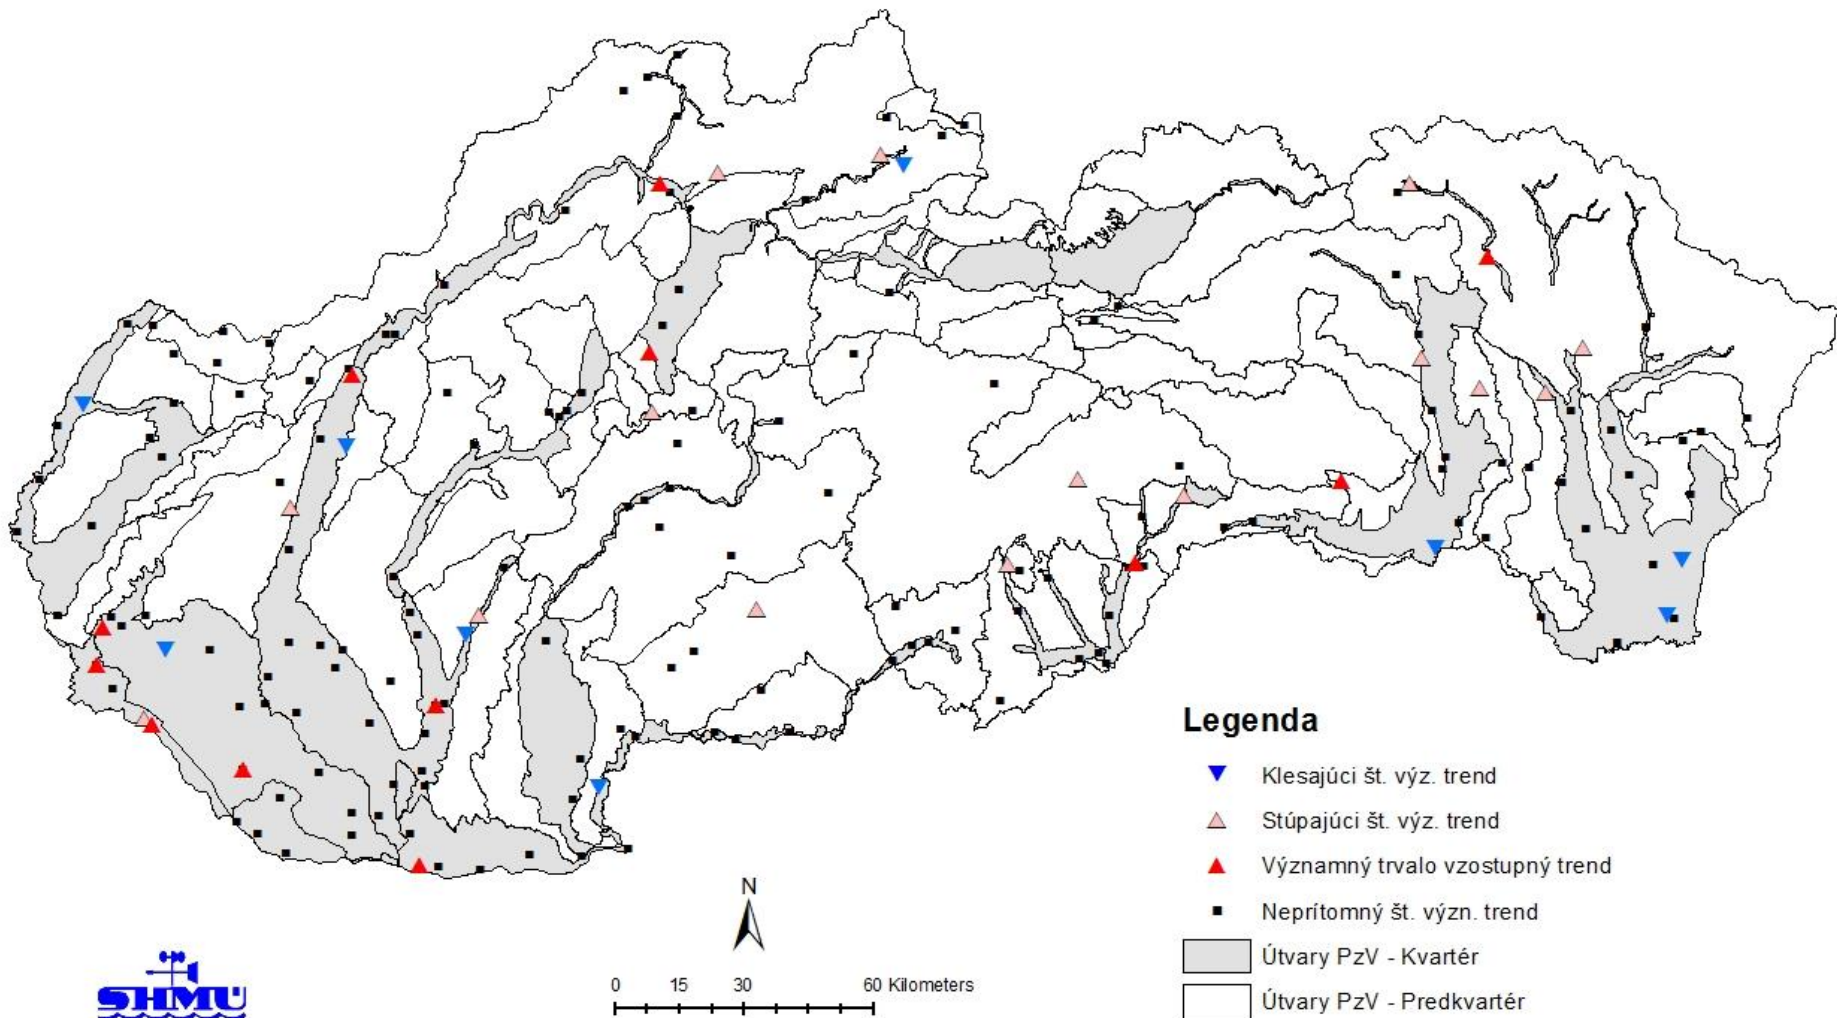 Legenda
Klesajúci št. výz. trend
Stúpajúci št. výz. trend
Významný trvalo vzostupný trend
Neprítomný št. význ. trend
Útvary PzV - Kvartér
Útvary PzV - Predkvartér
N
0 15 30 60 Kilometers
SHMÚ